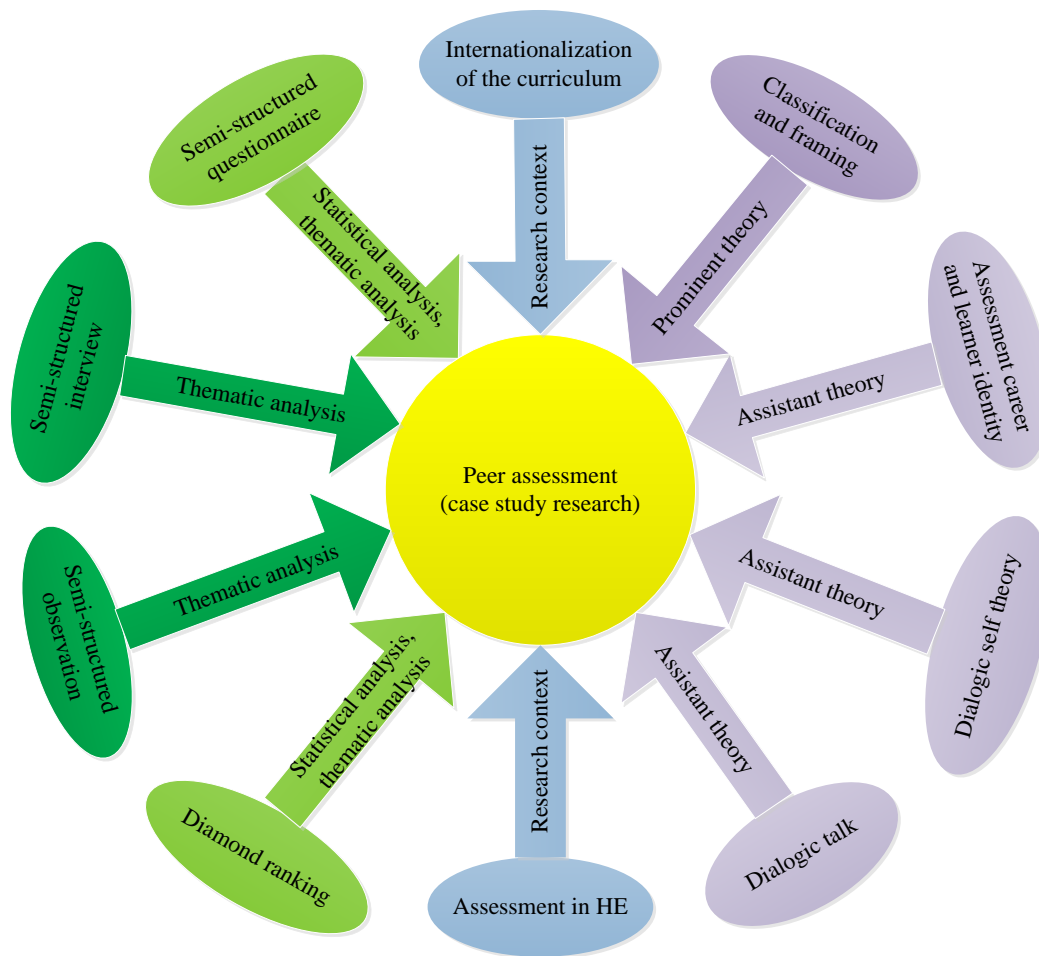 Internationalization
of the curriculum
Research context
Classification
and framing
Prominent theory
Assessment career
and learner identity
Assistant theory
Dialogic self theory
Assistant theory
Dialogic talk
Assistant theory
Assessment in HE
Research context
Diamond ranking
Statistical analysis,
thematic analysis
Semi-structured
observation
Thematic analysis
Semi-structured
interview
Thematic analysis
Semi-structured
questionnaire
Statistical analysis,
thematic analysis
Peer assessment
(case study research)